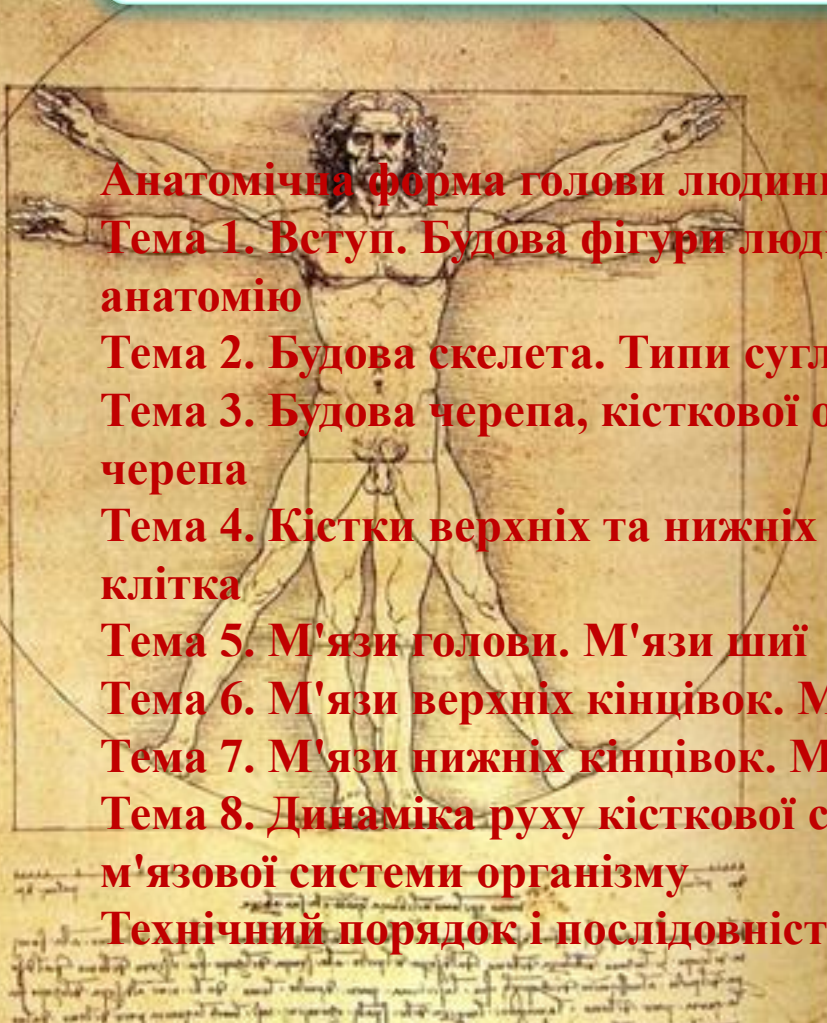 Анатомічна форма голови людини
Тема 1. Вступ. Будова фігури люд
анатомію
Тема 2. Будова скелета. Типи сугл
Тема 3. Будова черепа, кісткової о
черепа
Тема 4. Кістки верхніх та нижніх
клітка
Тема 5. М'язи голови. М'язи шиї
Тема 6. М'язи верхніх кінцівок. М
Тема 7. М'язи нижніх кінцівок. М
Тема 8. Динаміка руху кісткової с
м'язової системи організму
Технічний порядок і послідовніст